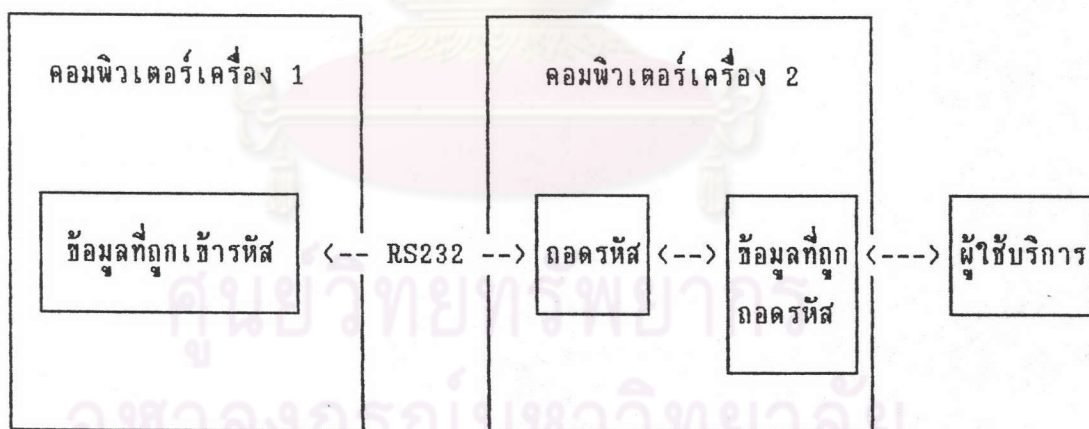 คอมพิวเตอร์เครื่อง 1
คอมพิวเตอร์เครื่อง 2
ข้อมูลที่ถูกเข้ารหัส <-- RS232 --> ถอดรหัส <--> ข้อมูลที่ถูก <---> ผู้ใช้บริการ
ถอดรหัส
ศูนย์วิทยทรัพยากร
จุฬาลงกรณ์มหาวิทยาลัย